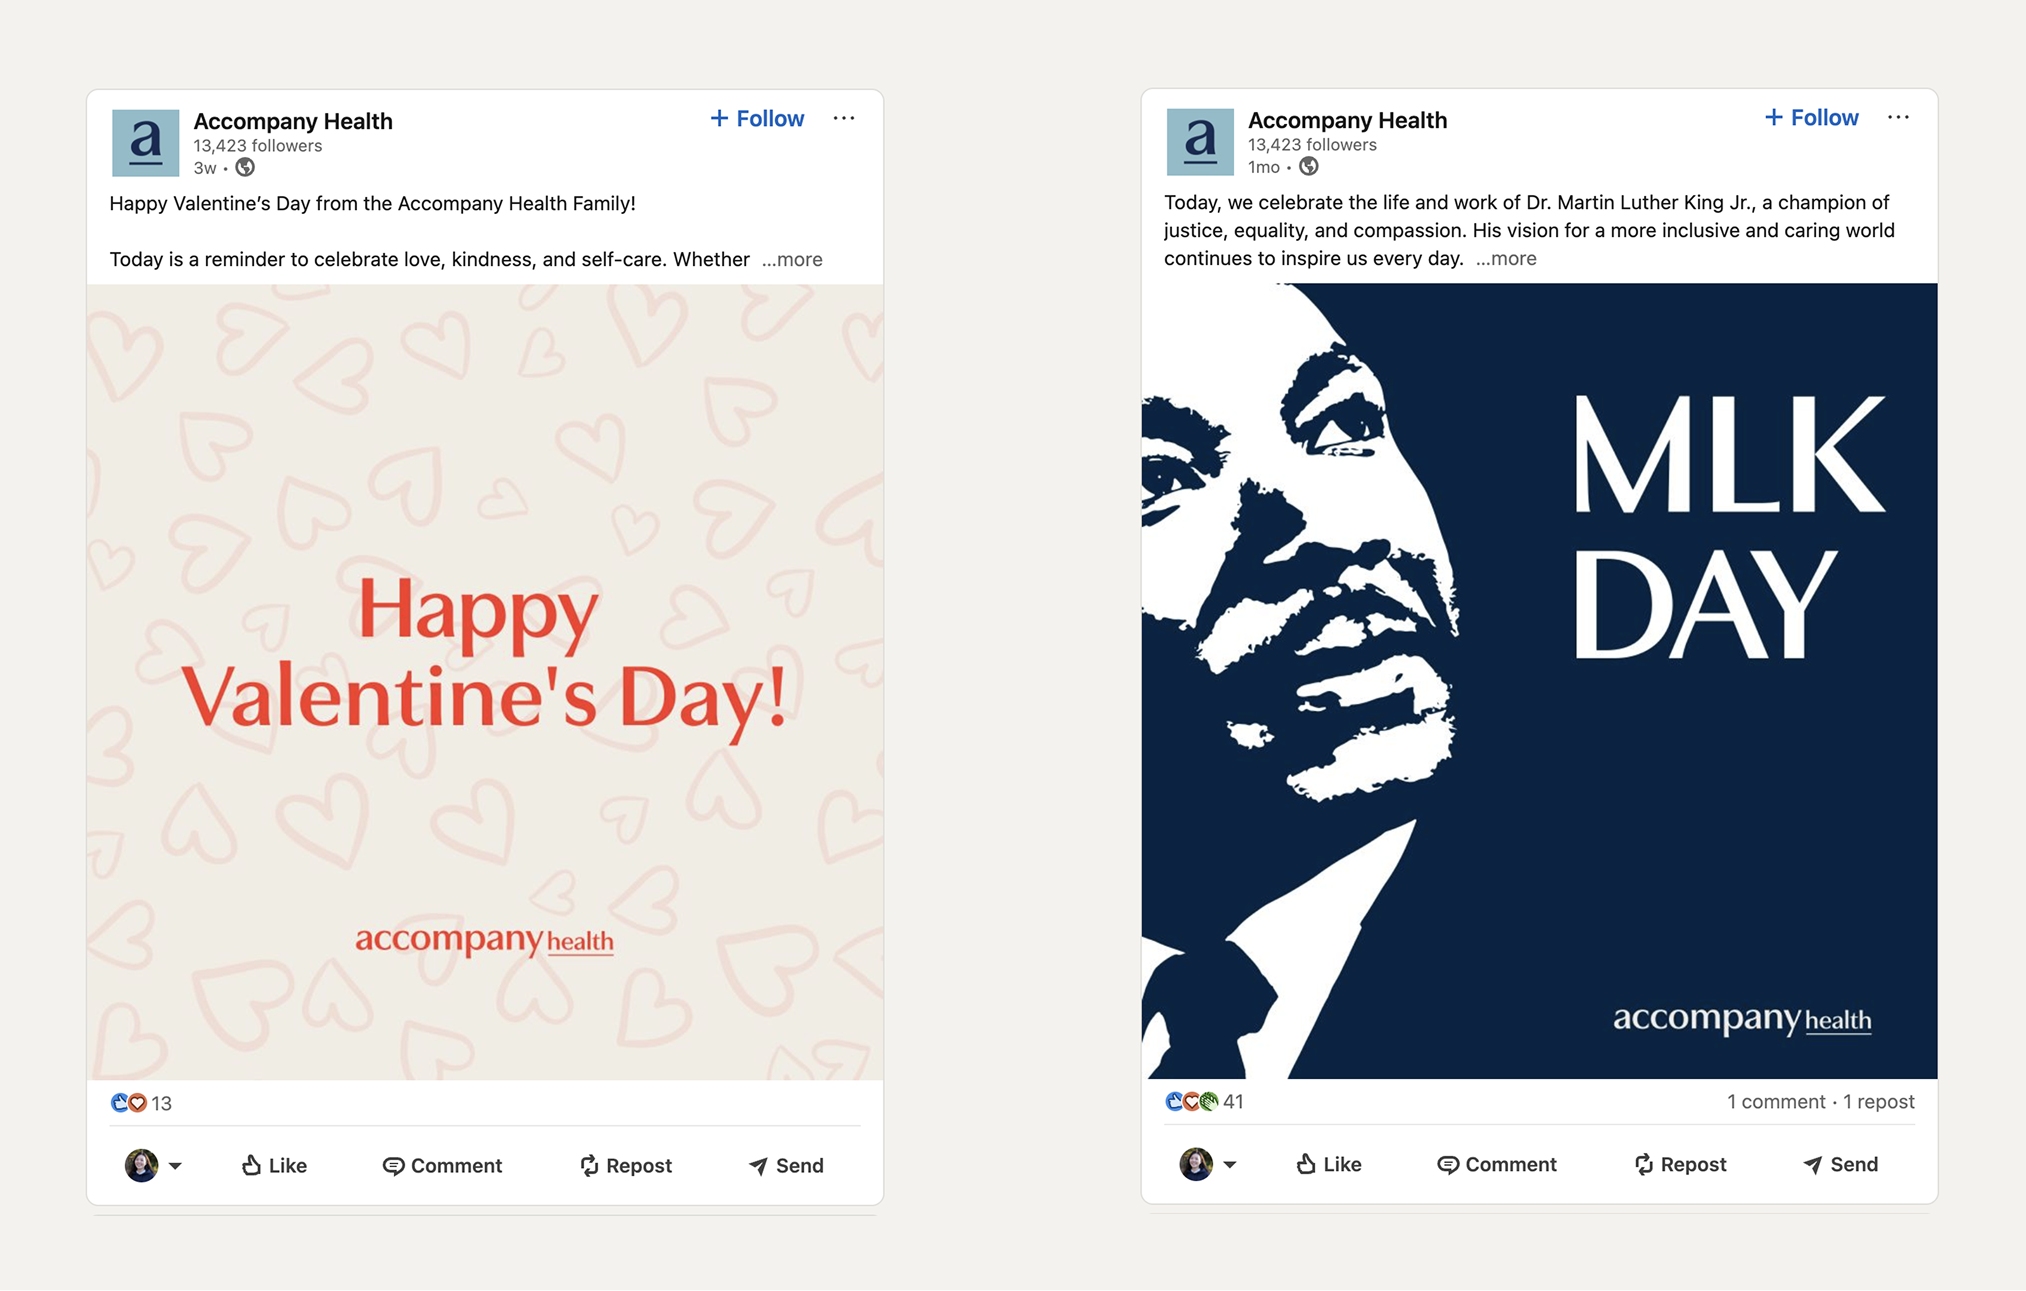 a
Accompany Health
13,423 followers
3w •
+ Follow
...
Happy Valentine’s Day from the Accompany Health Family!
Today is a reminder to celebrate love, kindness, and self-care. Whether ...more
Happy
Valentine's Day!
accompany health
13
Like
Comment
Repost
Send
a
Accompany Health
13,423 followers
1mo •
+ Follow
...
Today, we celebrate the life and work of Dr. Martin Luther King Jr., a champion of
justice, equality, and compassion. His vision for a more inclusive and caring world
continues to inspire us every day. ...more
MLK
DAY
accompany health
41
1 comment • 1 repost
Like
Comment
Repost
Send